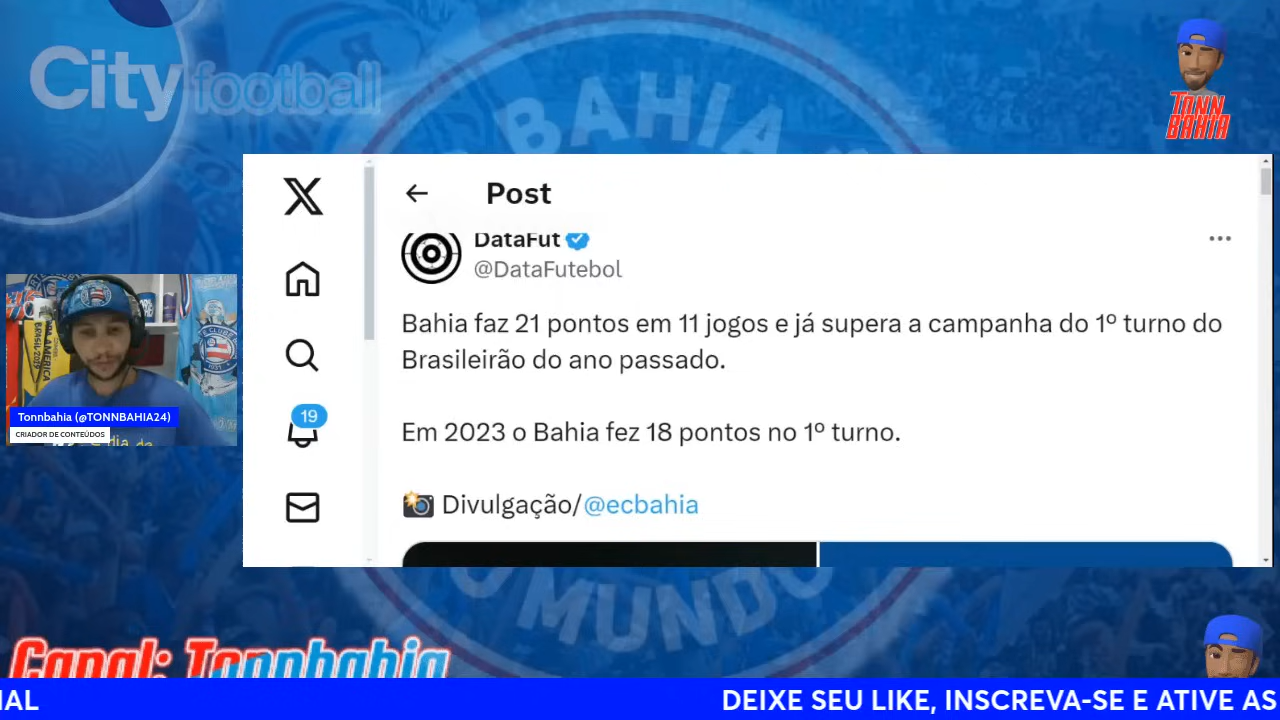 City football
BAHIA
TONN
BAHIA
Post
DataFut
@DataFutebol
Bahia faz 21 pontos em 11 jogos e já supera a campanha do 1º turno do
Brasileirão do ano passado.
19
Em 2023 o Bahia fez 18 pontos no 1º turno.
Divulgação/@ecbahia
Tonnbahia (@TONNBAHIA24)
CRIADOR DE CONTEÚDOS
O MUNDO
Canal: Tonnbahia
DEIXE SEU LIKE, INSCREVA-SE E ATIVE AS